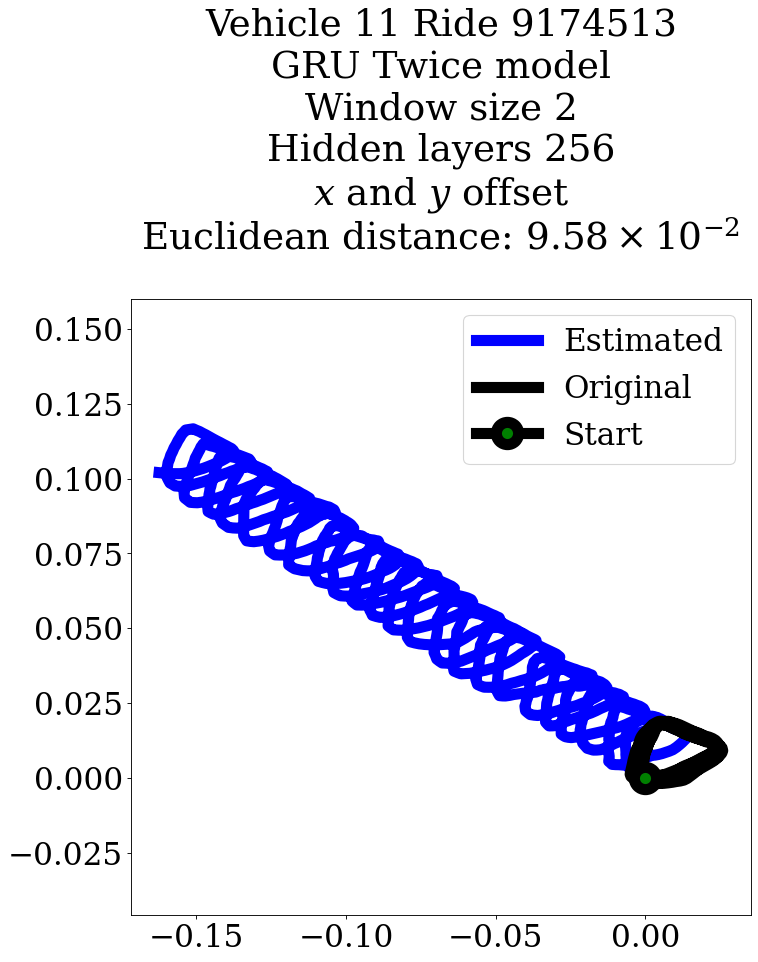 Vehicle 11 Ride 9174513
GRU Twice model
Window size 2
Hidden layers 256
x and y offset
Euclidean distance: 9.58 × 10⁻²
Estimated
Original
Start
0.150
0.125
0.100
0.075
0.050
0.025
0.000
−0.025
−0.15 −0.10 −0.05 0.00